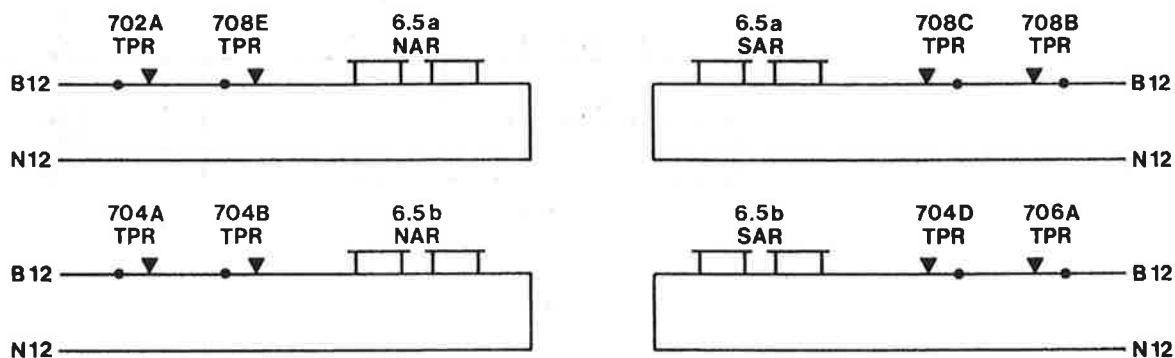 702A 708E 6.5a 6.5a 708C 708B
TPR TPR NAR SAR TPR TPR
B12 B12
N12 N12
704A 704B 6.5b 6.5b 704D 706A
TPR TPR NAR SAR TPR TPR
B12 B12
N12 N12